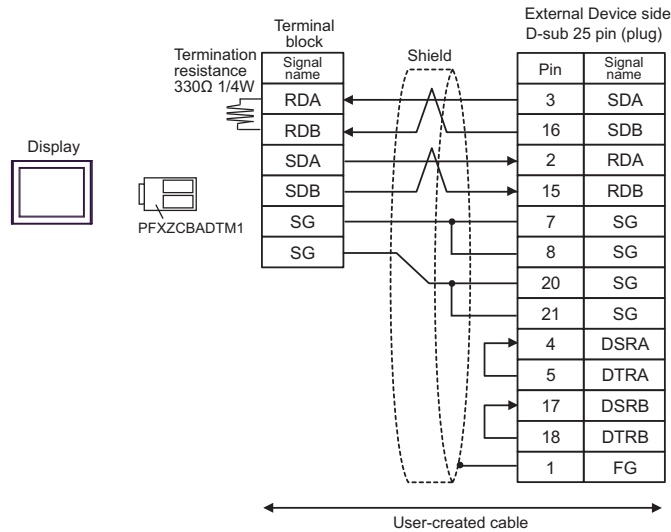 External Device side
D-sub 25 pin (plug)
Terminal
block
Shield
Termination
resistance
330Ω 1/4W
Signal
name
Pin
Signal
name
RDA
3
SDA
RDB
16
SDB
Display
SDA
2
RDA
SDB
15
RDB
PFXZCBADTM1
SG
7
SG
SG
8
SG
20
SG
21
SG
4
DSRA
5
DTRA
17
DSRB
18
DTRB
1
FG
User-created cable